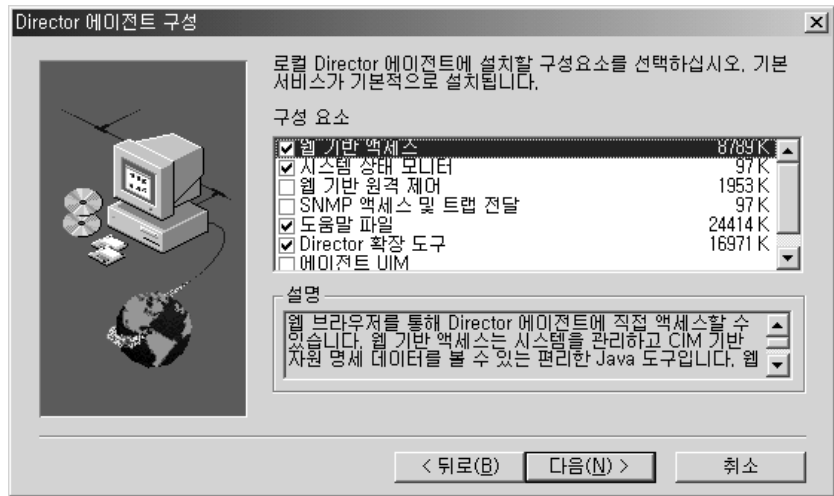 Director 에이전트 구성
로컬 Director 에이전트에 설치할 구성요소를 선택하십시오. 기본
서비스가 기본적으로 설치됩니다.
구성 요소
웹 기반 액세스 8789 K
시스템 상태 모니터 97 K
웹 기반 원격 제어 1953 K
SNMP 액세스 및 트랩 전달 97 K
도움말 파일 24414 K
Director 확장 도구 16971 K
에이전트 UIM
설명
웹 브라우저를 통해 Director 에이전트에 직접 액세스할 수
있습니다. 웹 기반 액세스는 시스템을 관리하고 CIM 기반
자원 명세 데이터를 볼 수 있는 편리한 Java 도구입니다. 웹
< 뒤로(B) 다음(N) > 취소